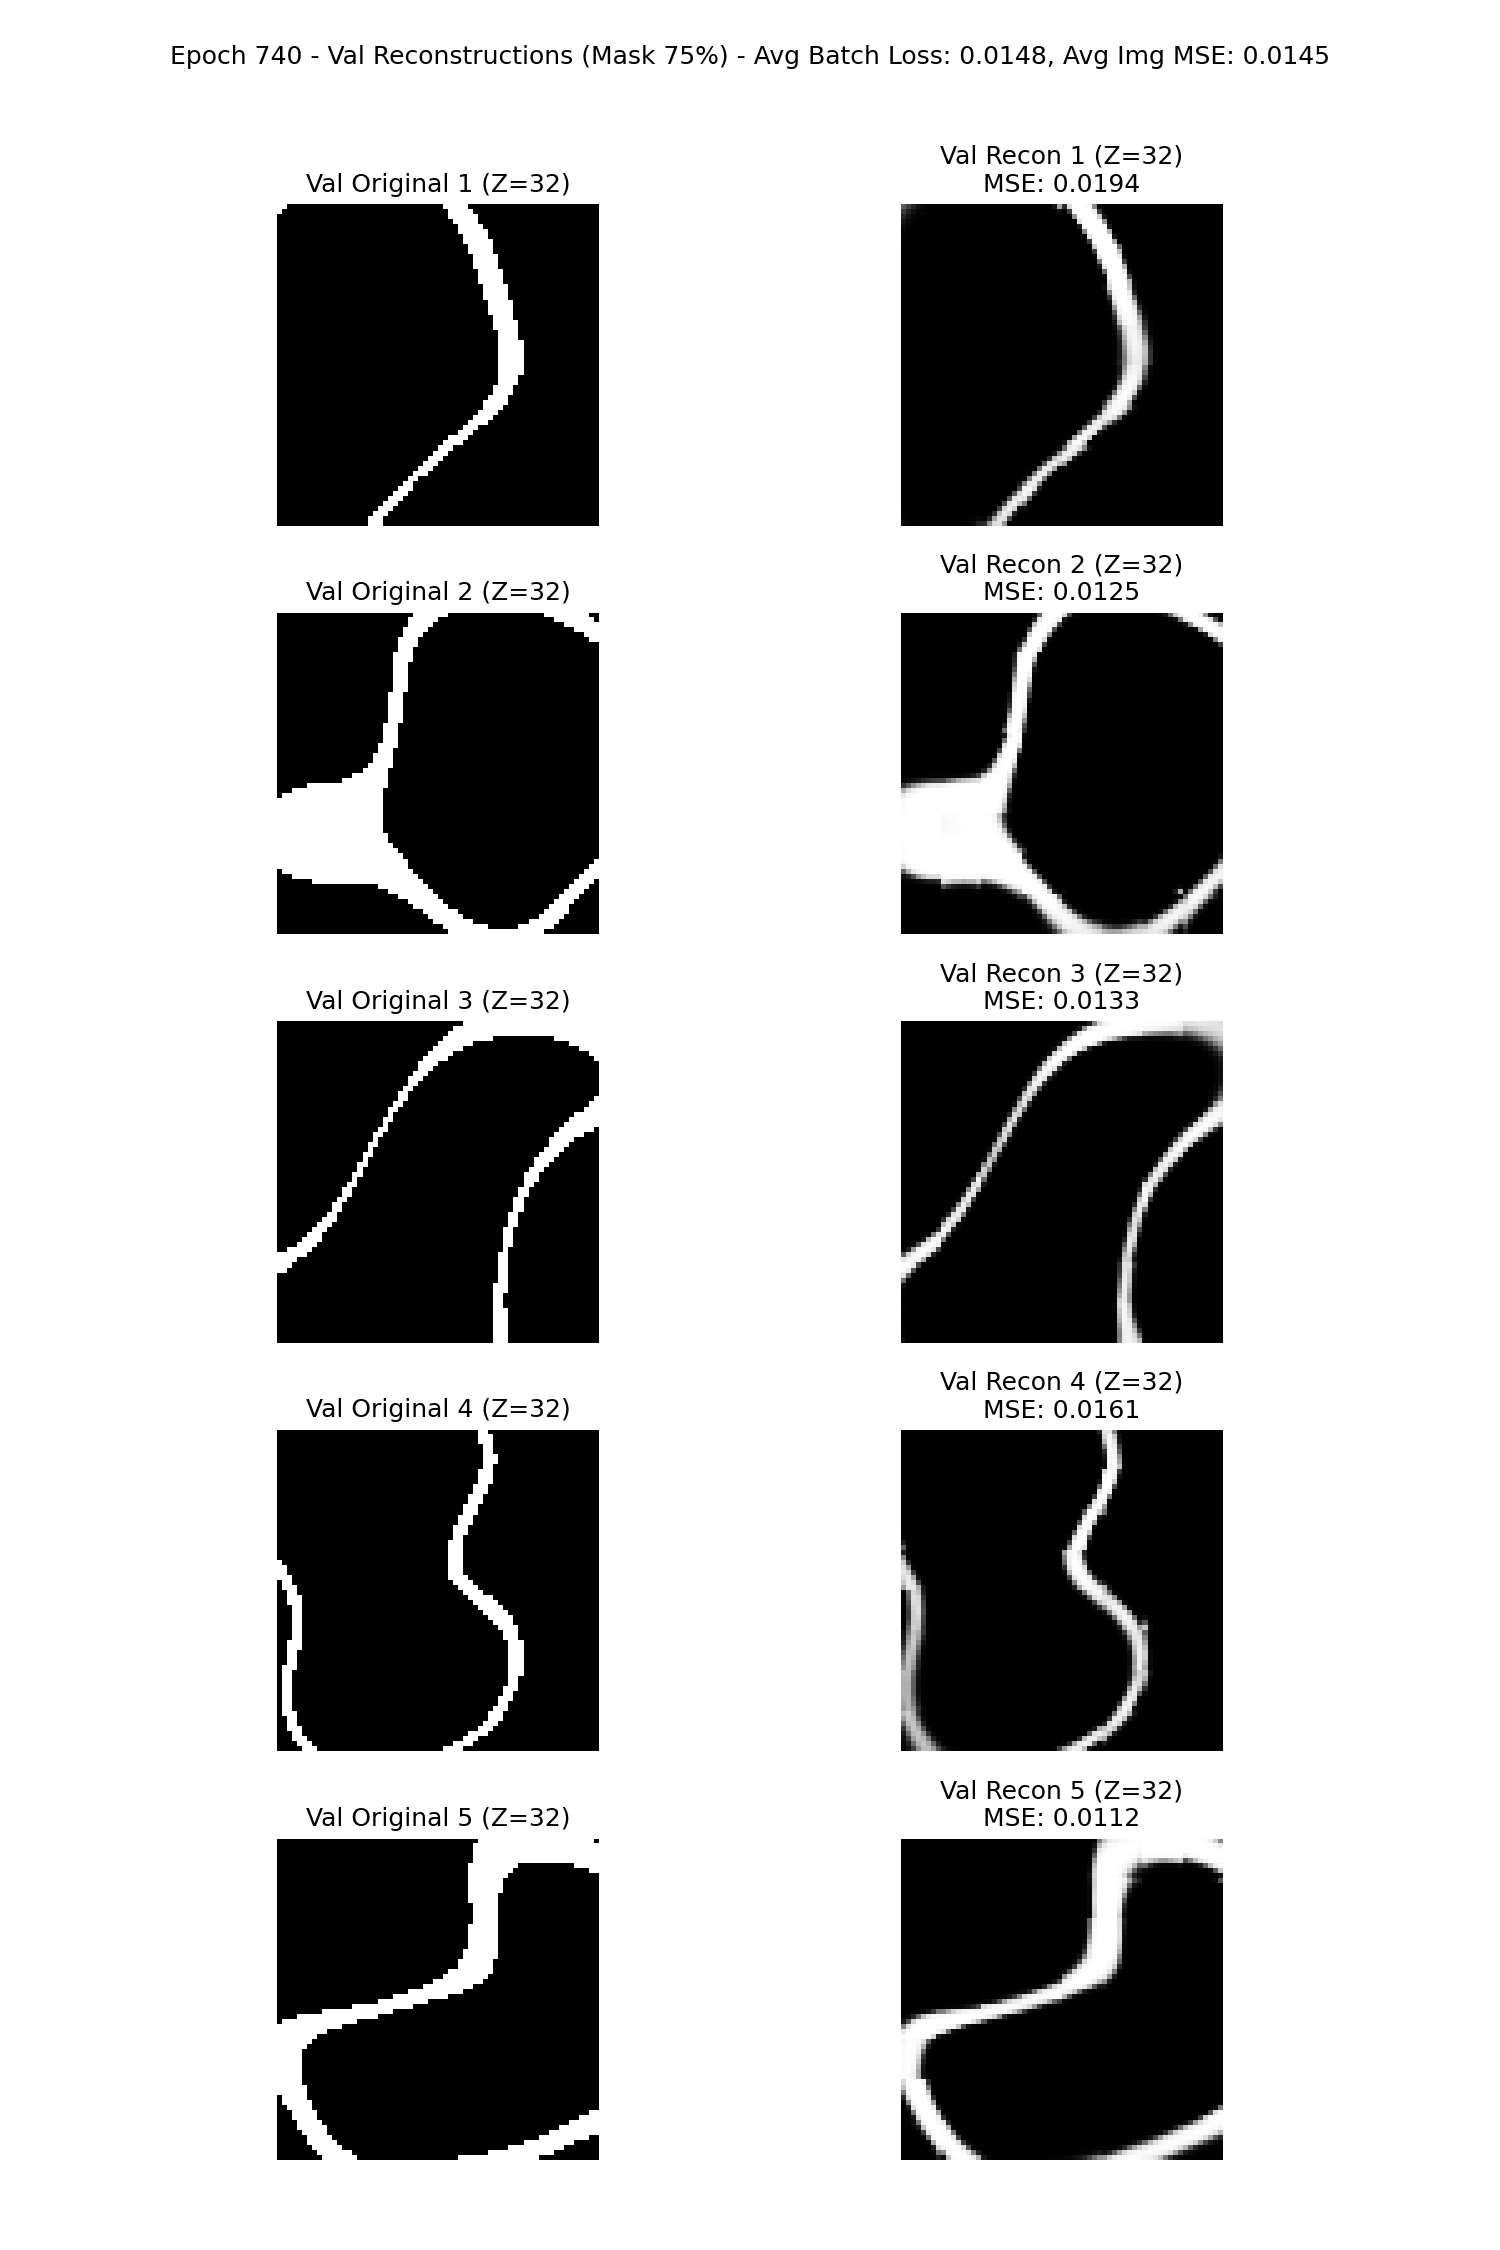 Epoch 740 - Val Reconstructions (Mask 75%) - Avg Batch Loss: 0.0148, Avg Img MSE: 0.0145
Val Original 1 (Z=32)
Val Recon 1 (Z=32)
MSE: 0.0194
Val Original 2 (Z=32)
Val Recon 2 (Z=32)
MSE: 0.0125
Val Original 3 (Z=32)
Val Recon 3 (Z=32)
MSE: 0.0133
Val Original 4 (Z=32)
Val Recon 4 (Z=32)
MSE: 0.0161
Val Original 5 (Z=32)
Val Recon 5 (Z=32)
MSE: 0.0112